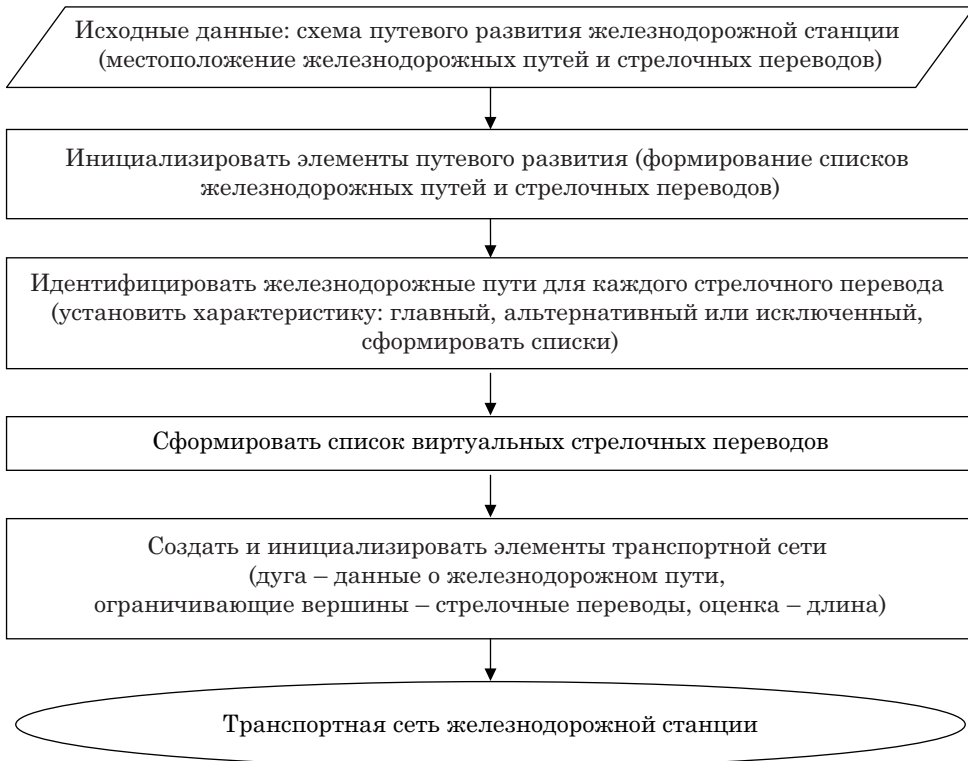 Исходные данные: схема путевого развития железнодорожной станции
(местоположение железнодорожных путей и стрелочных переводов)
Инициализировать элементы путевого развития (формирование списков
железнодорожных путей и стрелочных переводов)
Идентифицировать железнодорожные пути для каждого стрелочного перевода
(установить характеристику: главный, альтернативный или исключенный,
сформировать списки)
Сформировать список виртуальных стрелочных переводов
Создать и инициализировать элементы транспортной сети
(дуга – данные о железнодорожном пути,
ограничивающие вершины – стрелочные переводы, оценка – длина)
Транспортная сеть железнодорожной станции